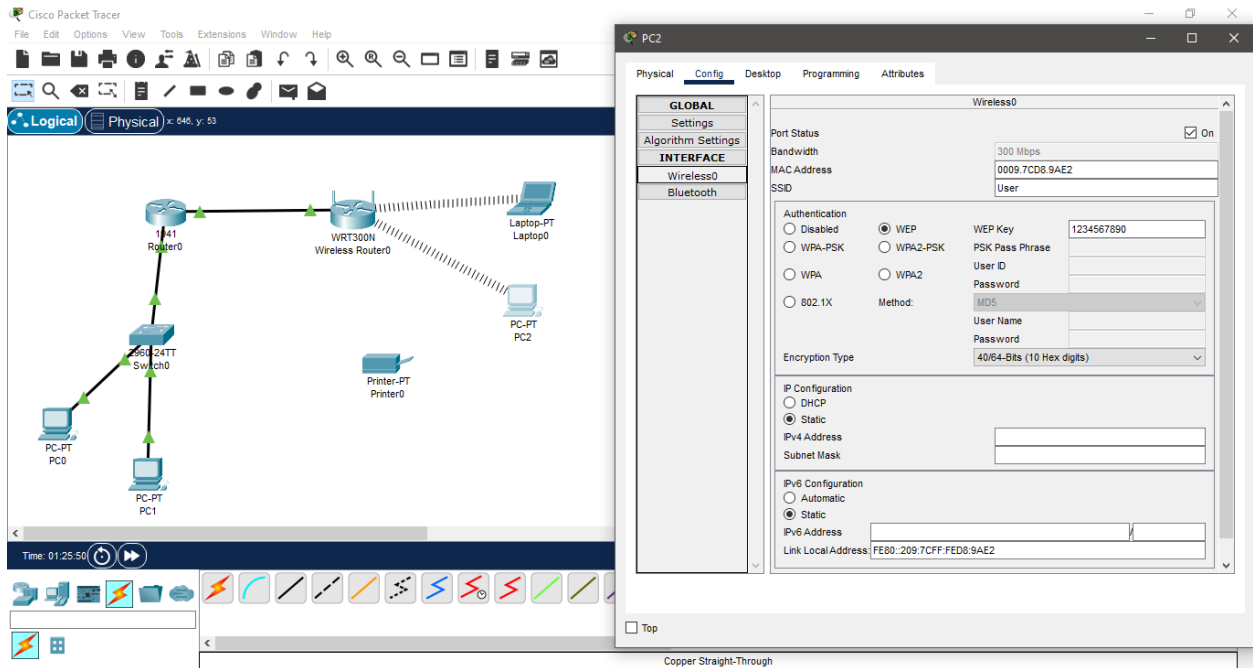 Cisco Packet Tracer
File Edit Options View Tools Extensions Window Help
Logical Physical x: 646, y: 53
1941
Router0
WRT300N
Wireless Router0
Laptop-PT
Laptop0
PC-PT
PC2
2960-24TT
Switch0
Printer-PT
Printer0
PC-PT
PC0
PC-PT
PC1
Time: 01:25:50
Copper Straight-Through
PC2
Physical Config Desktop Programming Attributes
GLOBAL
Settings
Algorithm Settings
INTERFACE
Wireless0
Bluetooth
Wireless0
Port Status On
Bandwidth 300 Mbps
MAC Address 0009.7CD8.9AE2
SSID User
Authentication
Disabled WEP WEP Key 1234567890
WPA-PSK WPA2-PSK PSK Pass Phrase
User ID
WPA WPA2
Password
802.1X Method: MD5
User Name
Password
Encryption Type 40/64-Bits (10 Hex digits)
IP Configuration
DHCP
Static
IPv4 Address
Subnet Mask
IPv6 Configuration
Automatic
Static
IPv6 Address /
Link Local Address: FE80::209:7CFF:FED8:9AE2
Top